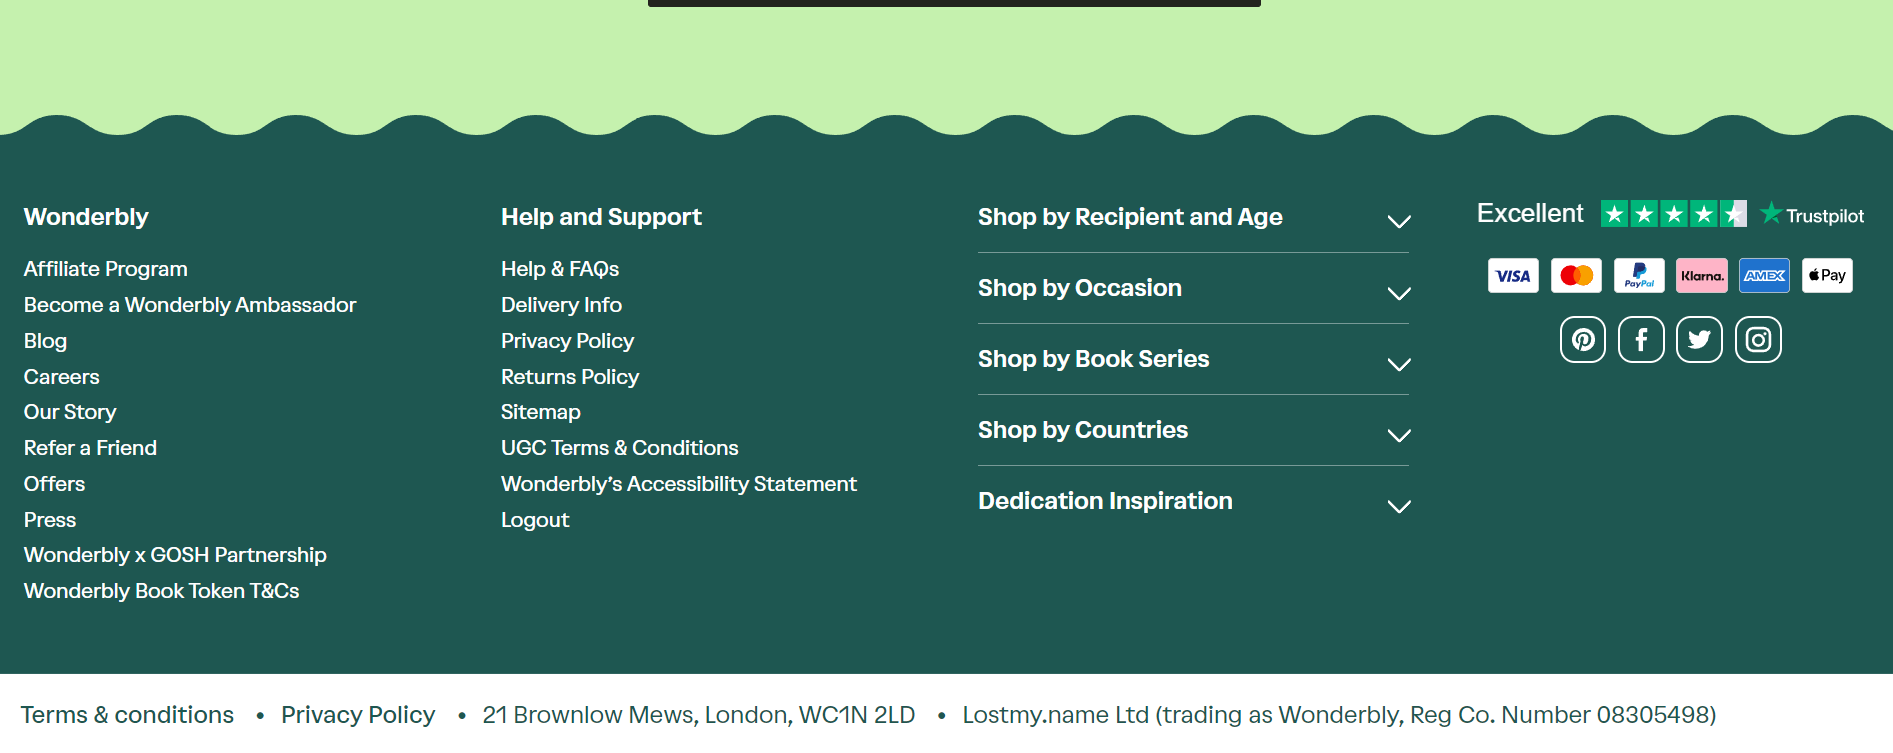 Wonderbly
Affiliate Program
Become a Wonderbly Ambassador
Blog
Careers
Our Story
Refer a Friend
Offers
Press
Wonderbly x GOSH Partnership
Wonderbly Book Token T&Cs
Help and Support
Help & FAQs
Delivery Info
Privacy Policy
Returns Policy
Sitemap
UGC Terms & Conditions
Wonderbly’s Accessibility Statement
Logout
Shop by Recipient and Age
Shop by Occasion
Shop by Book Series
Shop by Countries
Dedication Inspiration
Excellent Trustpilot
VISA PayPal Klarna. AMEX Pay
Terms & conditions • Privacy Policy • 21 Brownlow Mews, London, WC1N 2LD • Lostmy.name Ltd (trading as Wonderbly, Reg Co. Number 08305498)